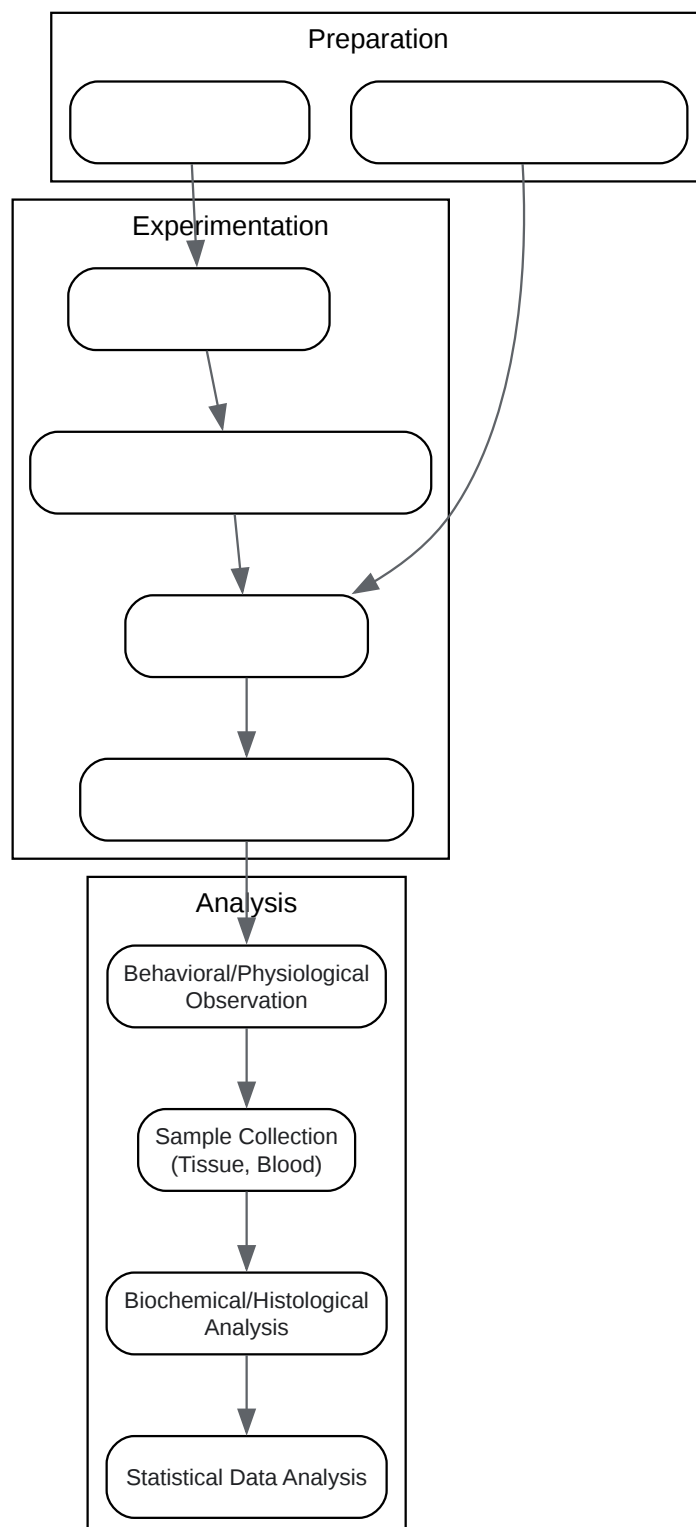 Preparation
Experimentation
Analysis
Behavioral/Physiological
Observation
Sample Collection
(Tissue, Blood)
Biochemical/Histological
Analysis
Statistical Data Analysis